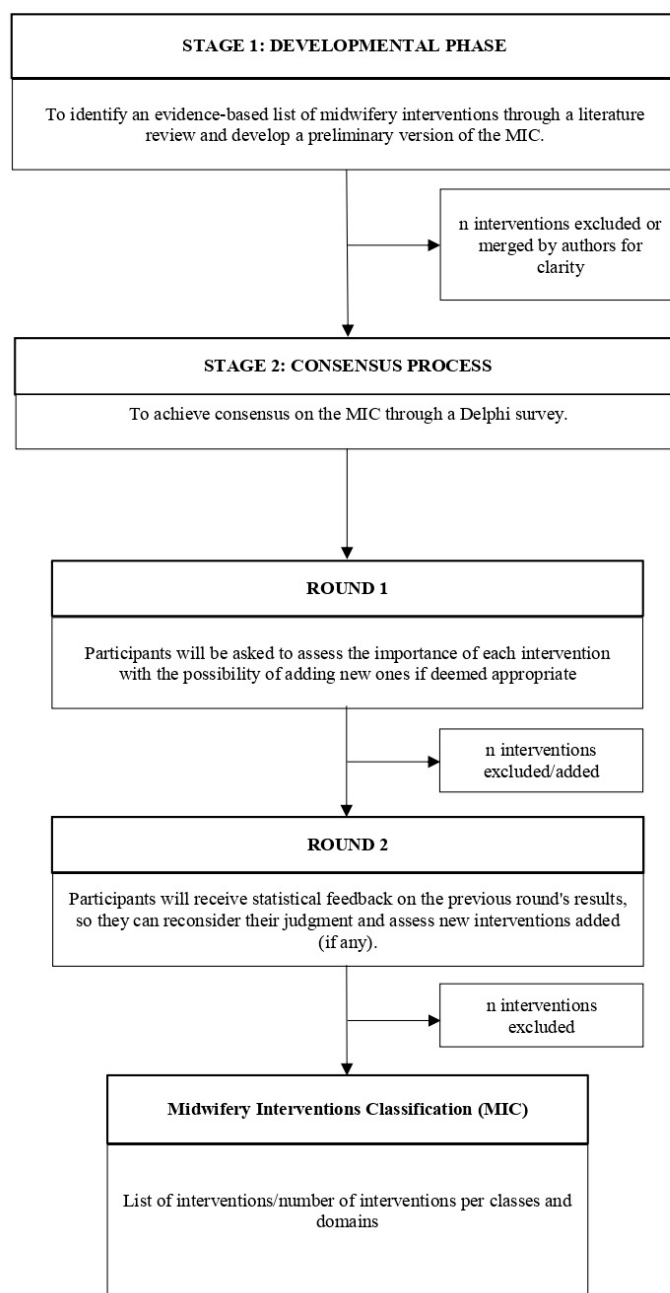 STAGE 1: DEVELOPMENTAL PHASE
To identify an evidence-based list of midwifery interventions through a literature
review and develop a preliminary version of the MIC.
n interventions excluded or
merged by authors for
clarity
STAGE 2: CONSENSUS PROCESS
To achieve consensus on the MIC through a Delphi survey.
ROUND 1
Participants will be asked to assess the importance of each intervention
with the possibility of adding new ones if deemed appropriate
n interventions
excluded/added
ROUND 2
Participants will receive statistical feedback on the previous round's results,
so they can reconsider their judgment and assess new interventions added
(if any).
n interventions
excluded
Midwifery Interventions Classification (MIC)
List of interventions/number of interventions per classes and
domains